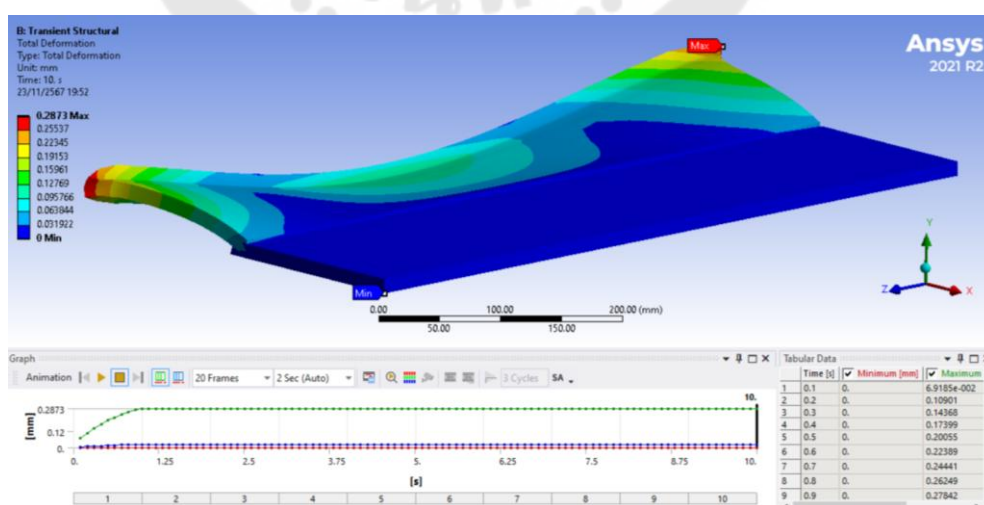 B: Transient Structural
Total Deformation
Type: Total Deformation
Unit: mm
Time: 10. s
23/11/2567 19:52
0.2873 Max
0.25537
0.22345
0.19153
0.15961
0.12769
0.095766
0.063844
0.031922
0 Min
Max
Ansys
2021 R2
Min
Y
Z
X
0.00 100.00 200.00 (mm)
50.00 150.00
Graph
Animation 20 Frames 2 Sec (Auto) 3 Cycles SA
10.
0.2873
0.12
0.
[mm]
0. 1.25 2.5 3.75 5. 6.25 7.5 8.75 10.
[s]
1 2 3 4 5 6 7 8 9 10
Tabular Data
Time [s] Minimum [mm] Maximum
1 0.1 0. 6.9185e-002
2 0.2 0. 0.10901
3 0.3 0. 0.14368
4 0.4 0. 0.17399
5 0.5 0. 0.20055
6 0.6 0. 0.22389
7 0.7 0. 0.24441
8 0.8 0. 0.26249
9 0.9 0. 0.27842